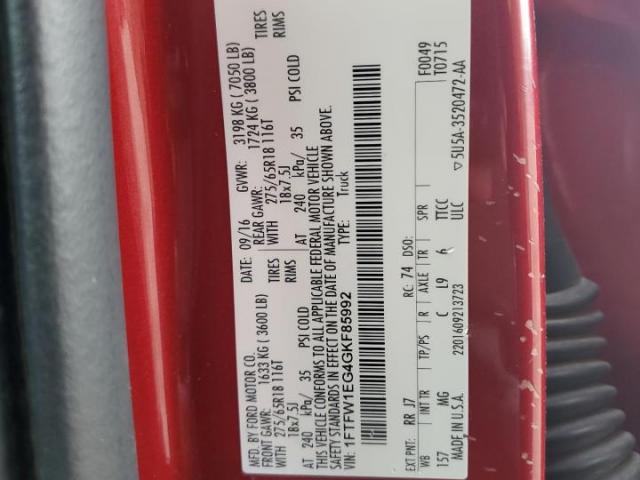 MFD. BY FORD MOTOR CO.
DATE: 09/16 GVWR: 3198 KG ( 7050 LB)
FRONT GAWR: 1633 KG ( 3600 LB) REAR GAWR: 1724 KG ( 3800 LB)
WITH 275/65R18 116T TIRES WITH 275/65R18 116T TIRES
18x7.5J RIMS 18x7.5J RIMS
AT 240 kPa/ 35 PSI COLD AT 240 kPa/ 35 PSI COLD
THIS VEHICLE CONFORMS TO ALL APPLICABLE FEDERAL MOTOR VEHICLE
SAFETY STANDARDS IN EFFECT ON THE DATE OF MANUFACTURE SHOWN ABOVE.
VIN: 1FTFW1EG4GKF85992 TYPE: Truck
F0049
T0715
EXT PNT: RR J7 RC: 74 DSO:
WB INT TR TP/PS R AXLE TR SPR
157 MG C L9 6 TTCC
MADE IN U.S.A. 2201609213723 ULC
▽5U5A-3520472-AA